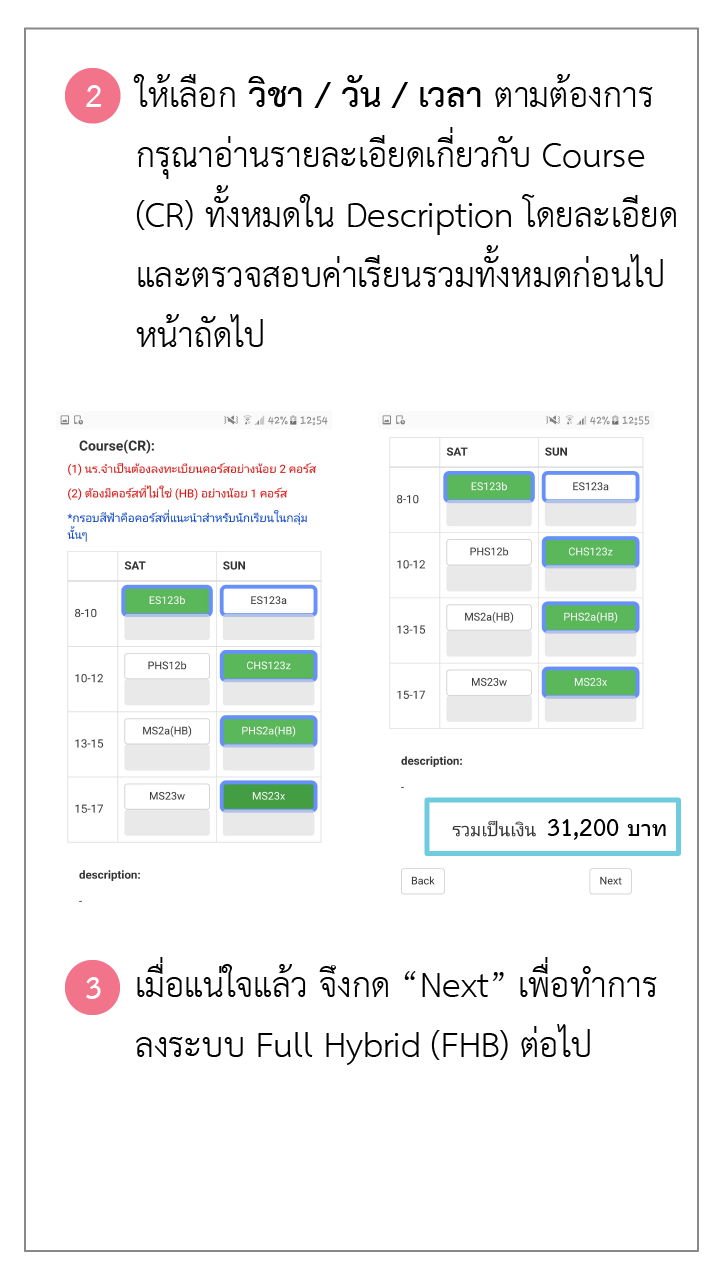 2 ให้เลือก วิชา / วัน / เวลา ตามต้องการ
กรุณาอ่านรายละเอียดเกี่ยวกับ Course
(CR) ทั้งหมดใน Description โดยละเอียด
และตรวจสอบค่าเรียนรวมทั้งหมดก่อนไป
หน้าถัดไป
42% 12:54
Course(CR):
(1) นร.จำเป็นต้องลงทะเบียนคอร์สอย่างน้อย 2 คอร์ส
(2) ต้องมีคอร์สที่ไม่ใช่ (HB) อย่างน้อย 1 คอร์ส
*กรอบสีฟ้าคือคอร์สที่แนะนำสำหรับนักเรียนในกลุ่ม
นั้นๆ
SAT SUN
8-10 ES123b ES123a
10-12 PHS12b CHS123z
13-15 MS2a(HB) PHS2a(HB)
15-17 MS23w MS23x
description:
-
42% 12:55
SAT SUN
8-10 ES123b ES123a
10-12 PHS12b CHS123z
13-15 MS2a(HB) PHS2a(HB)
15-17 MS23w MS23x
description:
-
รวมเป็นเงิน 31,200 บาท
Back Next
3 เมื่อแน่ใจแล้ว จึงกด “Next” เพื่อทำการ
ลงระบบ Full Hybrid (FHB) ต่อไป